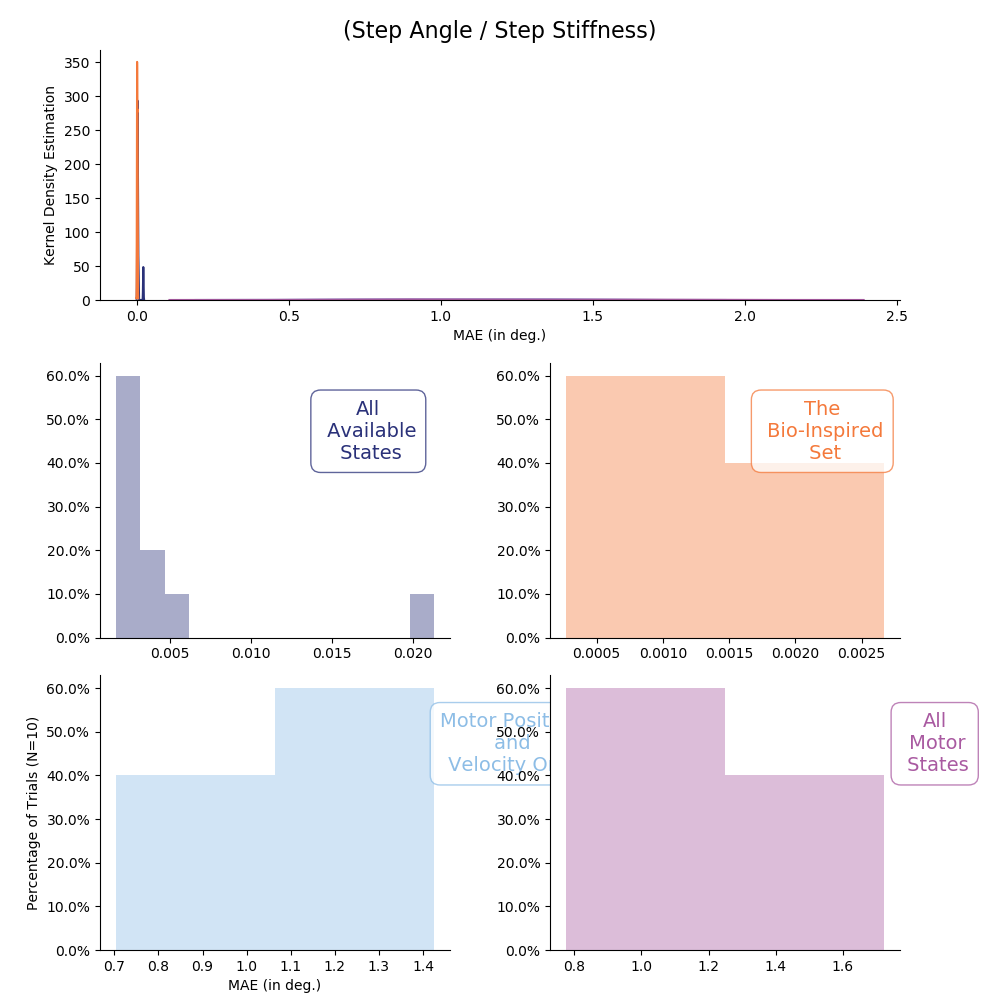 (Step Angle / Step Stiffness)
Kernel Density Estimation
350
300
250
200
150
100
50
0
0.0 0.5 1.0 1.5 2.0 2.5
MAE (in deg.)
60.0%
50.0%
40.0%
30.0%
20.0%
10.0%
0.0%
All
Available
States
0.005 0.010 0.015 0.020
60.0%
50.0%
40.0%
30.0%
20.0%
10.0%
0.0%
The
Bio-Inspired
Set
0.0005 0.0010 0.0015 0.0020 0.0025
Percentage of Trials (N=10)
60.0%
50.0%
40.0%
30.0%
20.0%
10.0%
0.0%
Motor Posit
and
Velocity O
0.7 0.8 0.9 1.0 1.1 1.2 1.3 1.4
MAE (in deg.)
60.0%
50.0%
40.0%
30.0%
20.0%
10.0%
0.0%
All
Motor
States
0.8 1.0 1.2 1.4 1.6